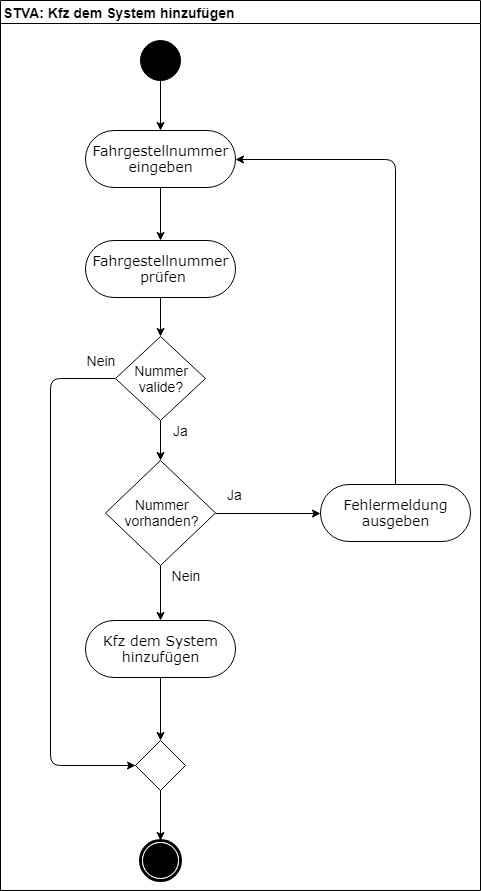 STVA: Kfz dem System hinzufügen
Fahrgestellnummer
eingeben
Fahrgestellnummer
prüfen
Nein
Nummer
valide?
Ja
Nummer
vorhanden?
Ja
Fehlermeldung
ausgeben
Nein
Kfz dem System
hinzufügen